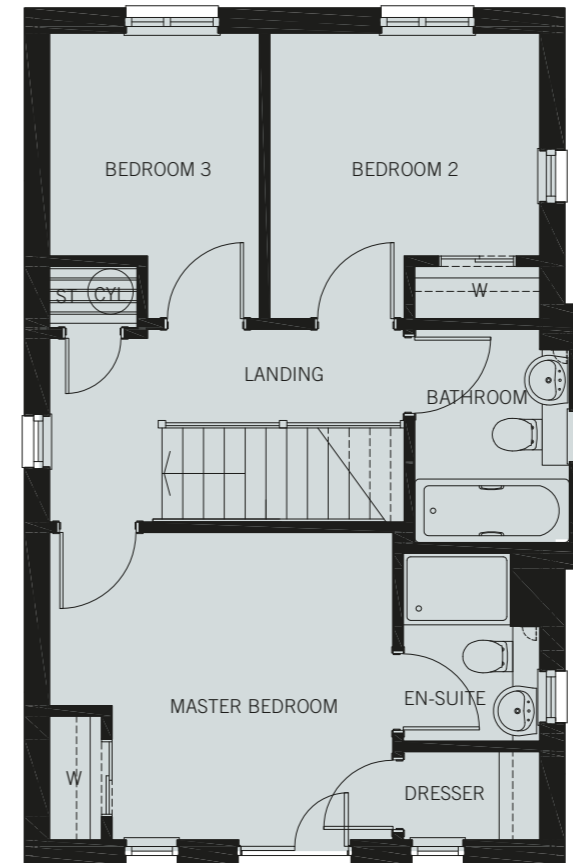 BEDROOM 3
BEDROOM 2
ST
CYL
W
LANDING
BATHROOM
MASTER BEDROOM
EN-SUITE
W
DRESSER